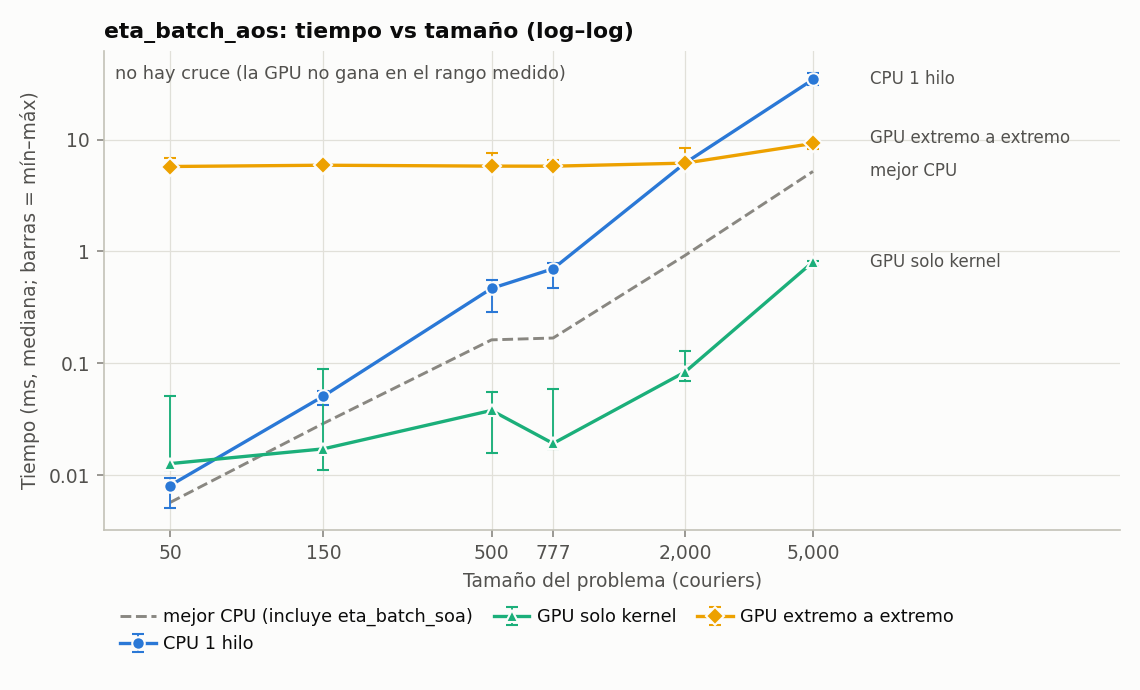 eta_batch_aos: tiempo vs tamaño (log–log)
no hay cruce (la GPU no gana en el rango medido)
CPU 1 hilo
GPU extremo a extremo
mejor CPU
GPU solo kernel
Tiempo (ms, mediana; barras = mín–máx)
10
1
0.1
0.01
50 150 500 777 2,000 5,000
Tamaño del problema (couriers)
mejor CPU (incluye eta_batch_soa) GPU solo kernel GPU extremo a extremo
CPU 1 hilo